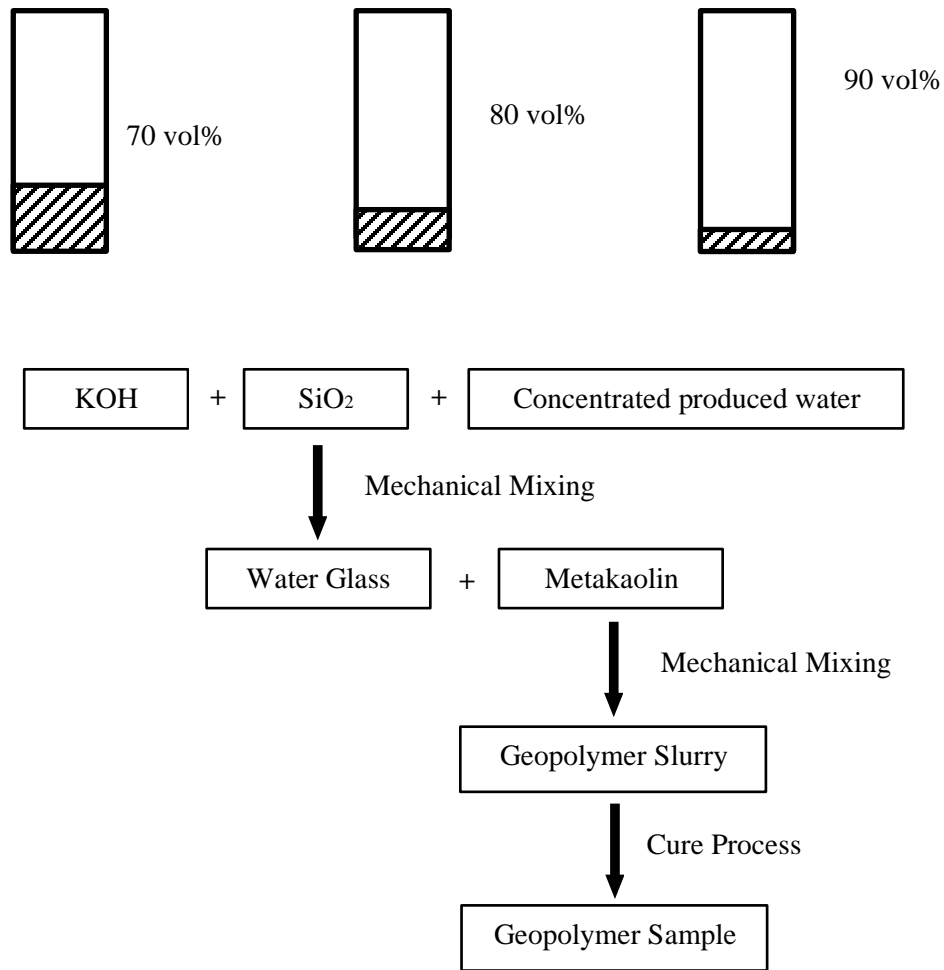 70 vol%
80 vol%
90 vol%
KOH + SiO₂ + Concentrated produced water
Mechanical Mixing
Water Glass + Metakaolin
Mechanical Mixing
Geopolymer Slurry
Cure Process
Geopolymer Sample